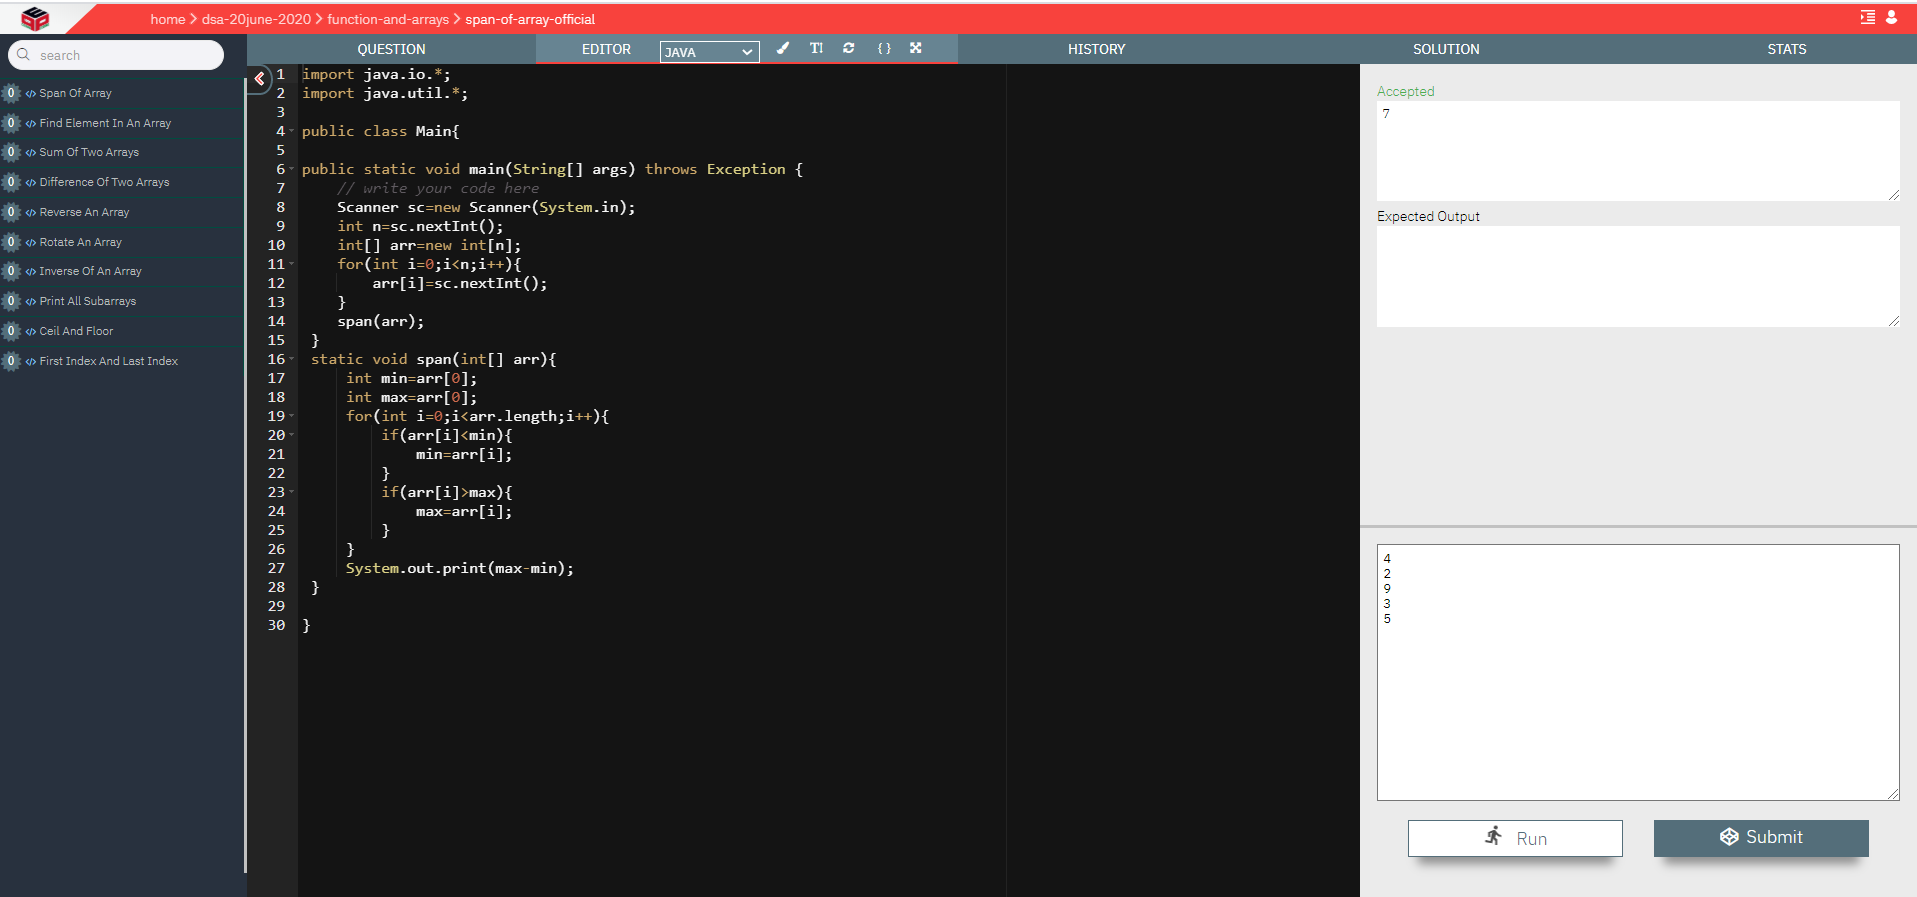 home > dsa-20june-2020 > function-and-arrays > span-of-array-official
search
0 </> Span Of Array
0 </> Find Element In An Array
0 </> Sum Of Two Arrays
0 </> Difference Of Two Arrays
0 </> Reverse An Array
0 </> Rotate An Array
0 </> Inverse Of An Array
0 </> Print All Subarrays
0 </> Ceil And Floor
0 </> First Index And Last Index
QUESTION EDITOR JAVA T! { } HISTORY SOLUTION STATS
1 import java.io.*;
2 import java.util.*;
3
4 public class Main{
5
6 public static void main(String[] args) throws Exception {
7 // write your code here
8 Scanner sc=new Scanner(System.in);
9 int n=sc.nextInt();
10 int[] arr=new int[n];
11 for(int i=0;i<n;i++){
12 arr[i]=sc.nextInt();
13 }
14 span(arr);
15 }
16 static void span(int[] arr){
17 int min=arr[0];
18 int max=arr[0];
19 for(int i=0;i<arr.length;i++){
20 if(arr[i]<min){
21 min=arr[i];
22 }
23 if(arr[i]>max){
24 max=arr[i];
25 }
26 }
27 System.out.print(max-min);
28 }
29
30 }
Accepted
7
Expected Output
4
2
9
3
5
Run
Submit